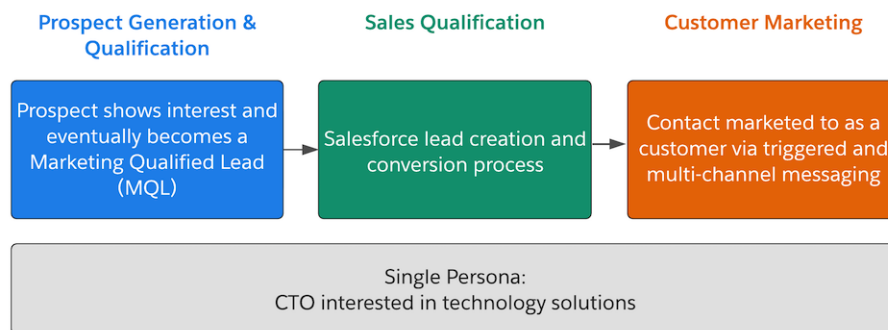 Prospect Generation &
Qualification
Sales Qualification
Customer Marketing
Prospect shows interest and
eventually becomes a
Marketing Qualified Lead
(MQL)
Salesforce lead creation and
conversion process
Contact marketed to as a
customer via triggered and
multi-channel messaging
Single Persona:
CTO interested in technology solutions